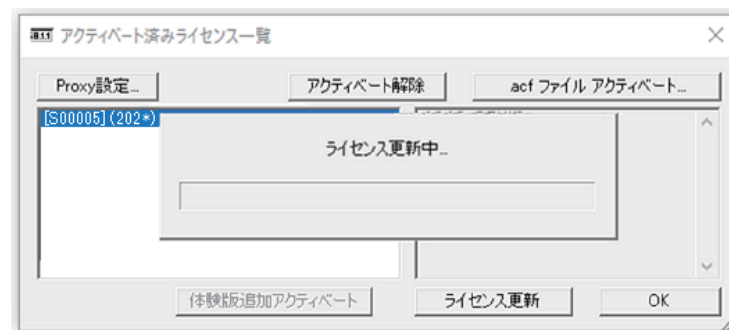 アクティベート済みライセンス一覧
Proxy設定...
アクティベート解除
acf ファイル アクティベート...
[S00005](202*)
ライセンス更新中...
体験版追加アクティベート
ライセンス更新
OK